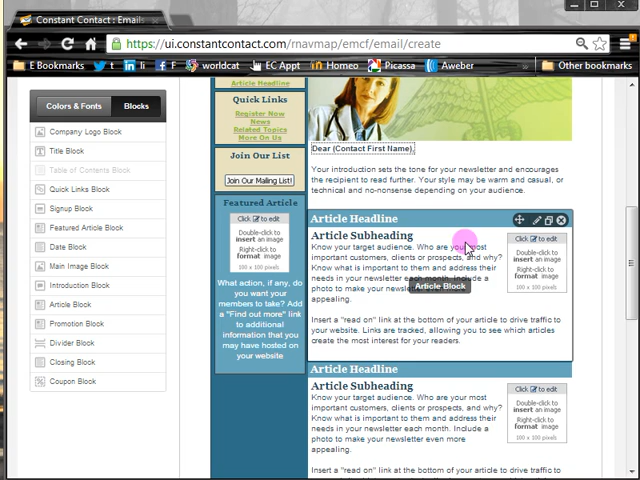 Constant Contact : Emails
https://ui.constantcontact.com/rnavmap/emcf/email/create
E Bookmarks
t
in li
F
worldcat
EC Appt
Homeo
Picassa
Aweber
»
Other bookmarks
Colors & Fonts
Blocks
Company Logo Block
Title Block
Table of Contents Block
Quick Links Block
Signup Block
Featured Article Block
Date Block
Main Image Block
Introduction Block
Article Block
Promotion Block
Divider Block
Closing Block
Coupon Block
Article Headline
Quick Links
Register Now
News
Related Topics
More On Us
Join Our List
Join Our Mailing List!
Featured Article
Click to edit
Double-click to
insert an image
Right-click to
format image
100 x 100 pixels
What action, if any, do
you want your
members to take? Add
a "Find out more" link
to additional
information that you
may have hosted on
your website
Dear (Contact First Name),
Your introduction sets the tone for your newsletter and encourages
the recipient to read further. Your style may be warm and casual, or
technical and no-nonsense depending on your audience.
Article Headline
Article Subheading
Know your target audience. Who are your most
important customers, clients or prospects, and why?
Know what is important to them and address their
needs in your newsletter each month. Include a
photo to make your newsletter even more
appealing.
Article Block
Click to edit
Double-click to
insert an image
Right-click to
format image
100 x 100 pixels
Insert a "read on" link at the bottom of your article to drive traffic to
your website. Links are tracked, allowing you to see which articles
create the most interest for your readers.
Article Headline
Article Subheading
Know your target audience. Who are your most
important customers, clients or prospects, and why?
Know what is important to them and address their
needs in your newsletter each month. Include a
photo to make your newsletter even more
appealing.
Click to edit
Double-click to
insert an image
Right-click to
format image
100 x 100 pixels
Insert a "read on" link at the bottom of your article to drive traffic to